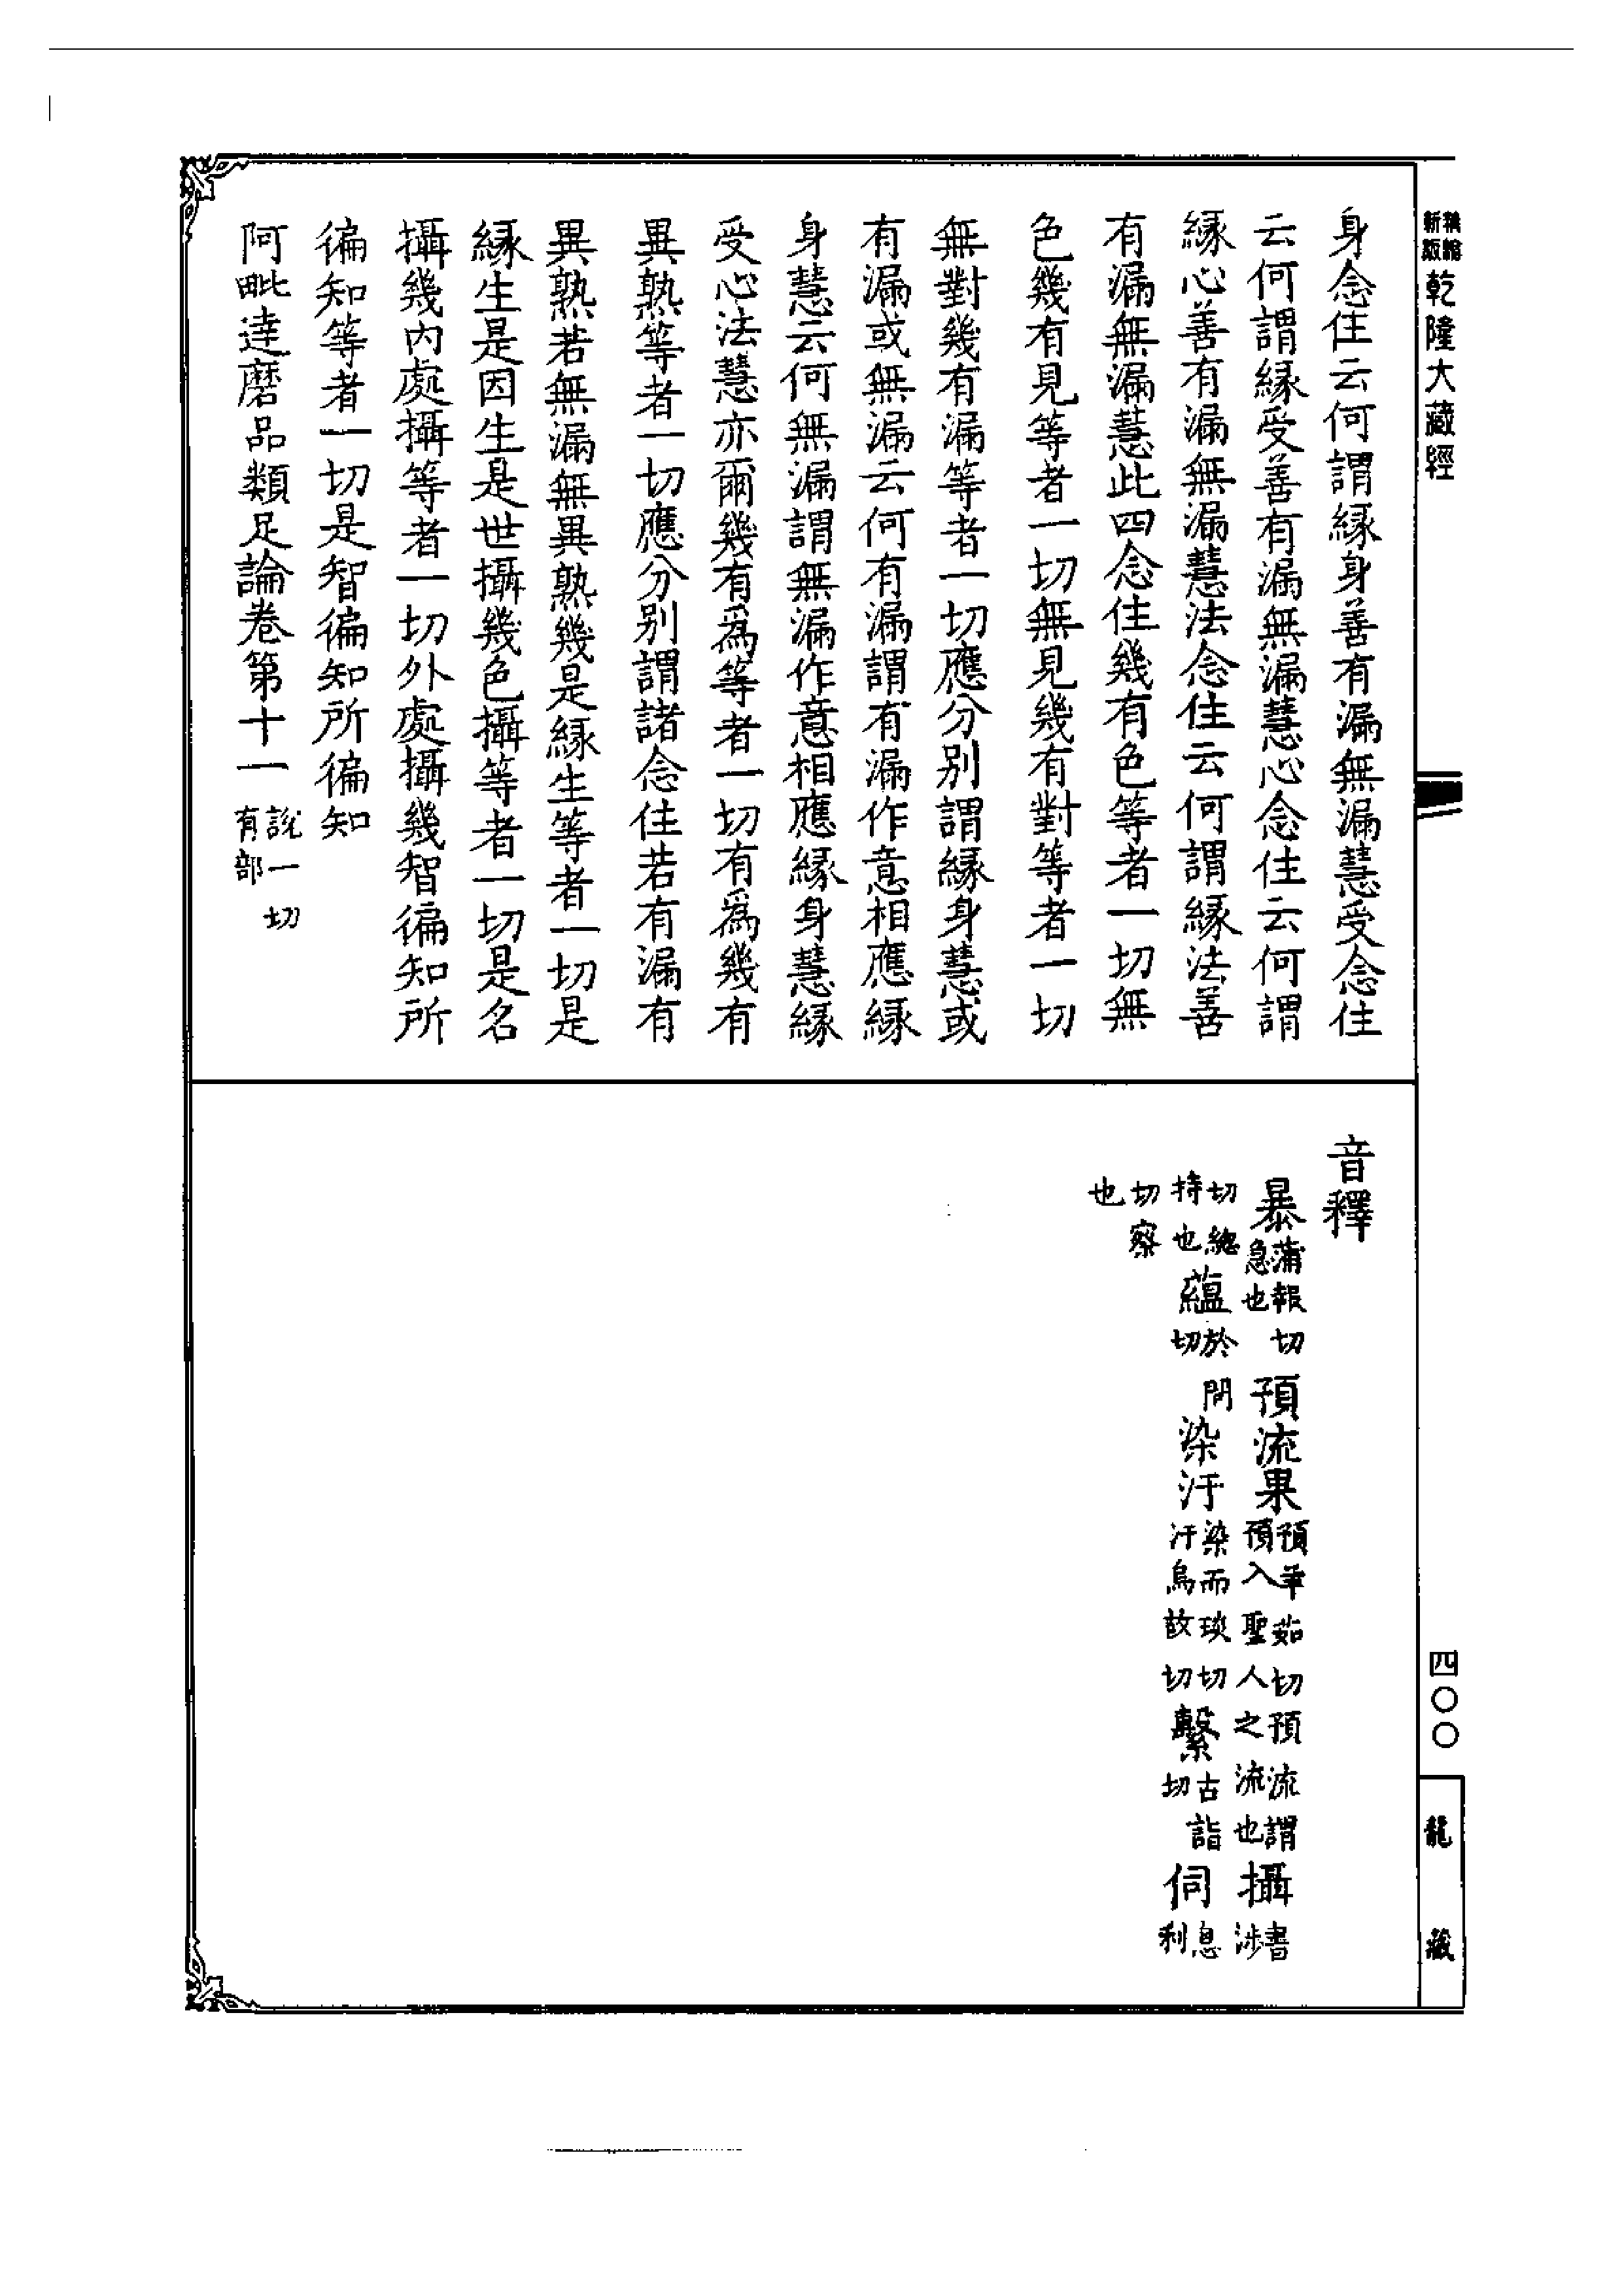 新版
乾隆大藏經
身念住云何謂緣身善有漏無漏慧受念住
云何謂緣受善有漏無漏慧心念住云何謂
緣心善有漏無漏慧法念住云何謂緣法善
有漏無漏慧此四念住幾有色等者一切無
色幾有見等者一切無見幾有對等者一切
無對幾有漏等者一切應分別謂緣身慧或
有漏或無漏云何有漏謂有漏作意相應緣
身慧云何無漏謂無漏作意相應緣身慧緣
受心法慧亦爾幾有為等者一切有為幾有
異熟等者一切應分別謂諸念住若有漏有
異熟若無漏無異熟幾是緣生等者一切是
緣生是因生是世攝幾色攝等者一切是名
攝幾內處攝等者一切外處攝幾智徧知所
徧知等者一切是智徧知所徧知
阿毗達磨品類足論卷第十一 說一切有部
音釋
暴 蒲報切急也 預流果 預羊茹切預流謂預入聖人之流也 攝 書涉
切總持也 蘊 於問切 染汙 染而琰切汙烏故切 繫 古詣切 伺 息利
切察也
四〇〇
龍藏